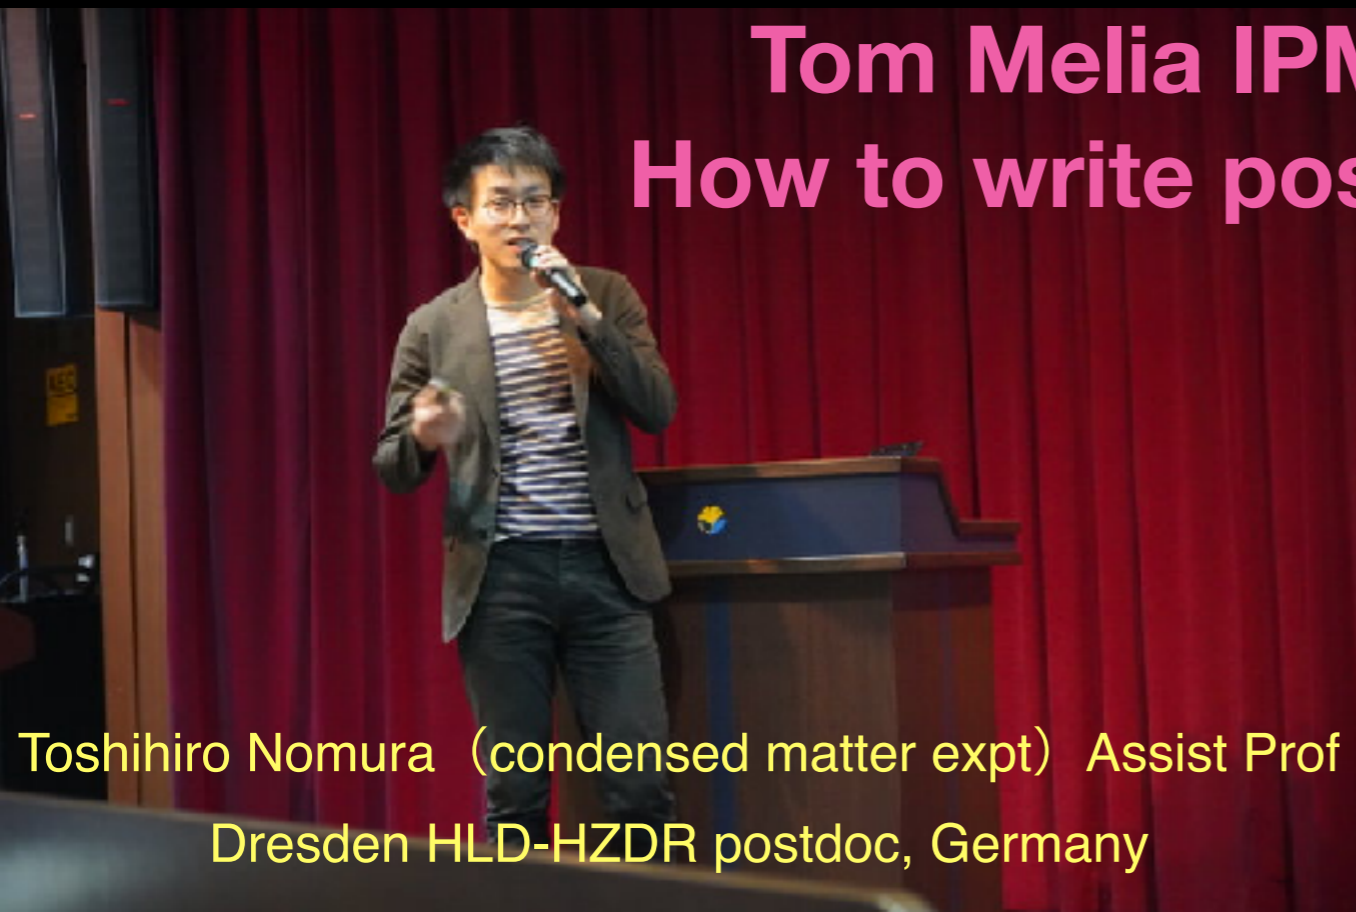 Tom Melia IPM
How to write pos
Toshihiro Nomura（condensed matter expt）Assist Prof
Dresden HLD-HZDR postdoc, Germany